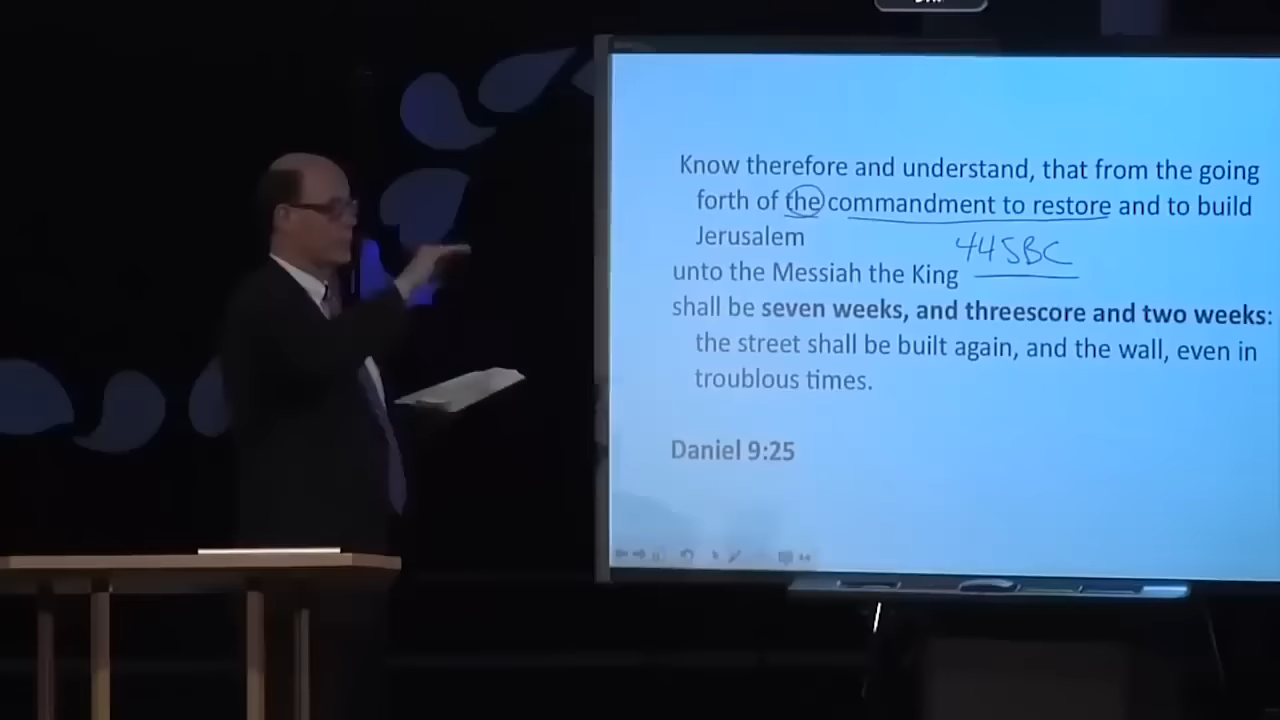 Know therefore and understand, that from the going
forth of the commandment to restore and to build
Jerusalem
445BC
unto the Messiah the King
shall be seven weeks, and threescore and two weeks:
the street shall be built again, and the wall, even in
troublous times.
Daniel 9:25